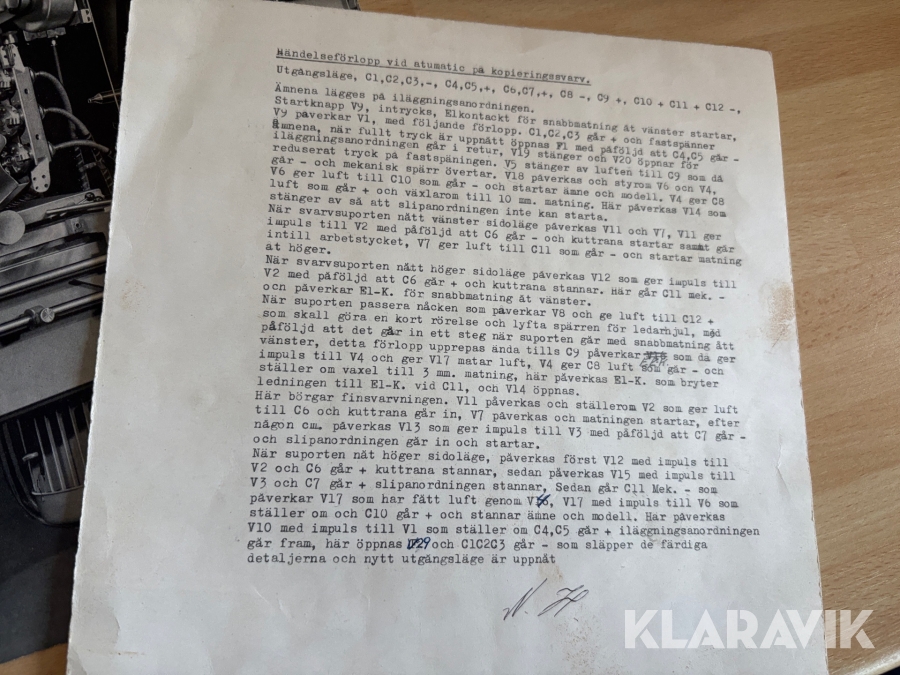 Händelseförlopp vid atumatic på kopieringssvarv.
Utgångsläge, C1,C2,C3,-, C4,C5,+, C6,C7,+, C8 -, C9 +, C10 + C11 + C12 -,
Ämnena lägges på iläggningsanordningen.
Startknapp V9, intrycks, Elkontakt för snabbmatning åt vänster startar,
V9 påverkar V1, med följande förlopp. C1,C2,C3 går + och fastspänner
ämnena, när fullt tryck är uppnått öppnas F1 med påföljd att C4,C5 går -
iläggningsanordningen går i retur, V19 stänger och V20 öppnar för
reduserat tryck på fastspäningen. V5 stänger av luften till C9 som då
går - och mekanisk spärr övertar. V18 påverkas och styrom V6 och V4,
V6 ger luft till C10 som går - och startar ämne och modell. V4 ger C8
luft som går + och växlarom till 10 mm. matning. Här påverkas V14 som
stänger av så att slipanordningen inte kan starta.
När svarvsuporten nått vänster sidoläge påverkas V11 och V7, V11 ger
impuls till V2 med påföljd att C6 går - och kuttrana startar samt går
intill arbetstycket, V7 ger luft till C11 som går - ocn startar matning
åt höger.
När svarvsuporten nått höger sidoläge påverkas V12 som ger impuls till
V2 med påföljd att C6 går + och kuttrana stannar. Här går C11 mek. -
ocn påverkar El-K. för snabbmatning åt vänster.
När suporten passera nåcken som påverkar V8 och ge luft till C12 +
som skall göra en kort rörelse och lyfta spärren för ledarhjul, med
påföljd att det går in ett steg när suporten går med snabbmatning ått
vänster, detta förlopp upprepas ända tills C9 påverkar som då ger
impuls till V4 och ger V17 matar luft, V4 ger C8 luft som går - och
ställer om vaxel till 3 mm. matning, här påverkas El-K. som bryter
ledningen till El-K. vid C11, och V14 öppnas.
Här börgar finsvarvningen. V11 påverkas och ställerom V2 som ger luft
till C6 och kuttrana går in, V7 påverkas och matningen startar, efter
någon cm. påverkas V13 som ger impuls till V3 med påföljd att C7 går -
och slipanordningen går in och startar.
När suporten nåt höger sidoläge, påverkas först V12 med impuls till
V2 och C6 går + kuttrana stannar, sedan påverkas V15 med impuls till
V3 och C7 går + slipanordningen stannar, Sedan går C11 Mek. - som
påverkar V17 som har fått luft genom V4, V17 med impuls till V6 som
ställer om och C10 går + och stannar ämne och modell. Här påverkas
V10 med impuls till V1 som ställer om C4,C5 går + iläggningsanordningen
går fram, här öppnas V29 och C1C2C3 går - som släpper de färdiga
detaljerna och nytt utgångsläge är uppnåt
KLARAVIK